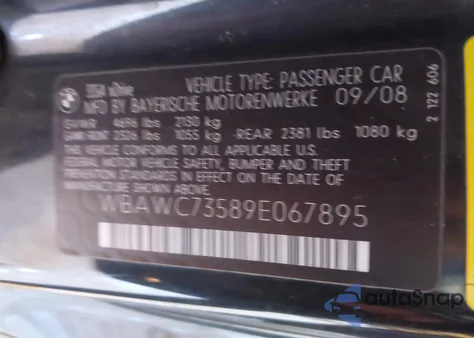 xDrive VEHICLE TYPE: PASSENGER CAR
MFD BY BAYERISCHE MOTORENWERKE 09/08
GVWR 4696 lbs 2130 kg
GAWR FRONT 2326 lbs 1055 kg -REAR 2381 lbs 1080 kg
THIS VEHICLE CONFORMS TO ALL APPLICABLE U.S.
FEDERAL MOTOR VEHICLE SAFETY, BUMPER AND THEFT
PREVENTION STANDARDS IN EFFECT ON THE DATE OF
MANUFACTURE SHOWN ABOVE.
WBAWC73589E067895
2 122 606
autoSnap